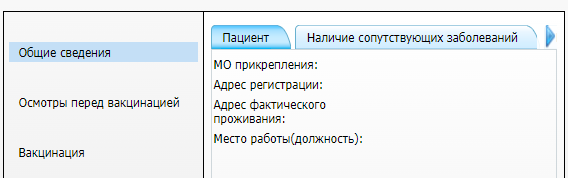 Общие сведения
Осмотры перед вакцинацией
Вакцинация
Пациент
Наличие сопутствующих заболеваний
МО прикрепления:
Адрес регистрации:
Адрес фактического
проживания:
Место работы(должность):